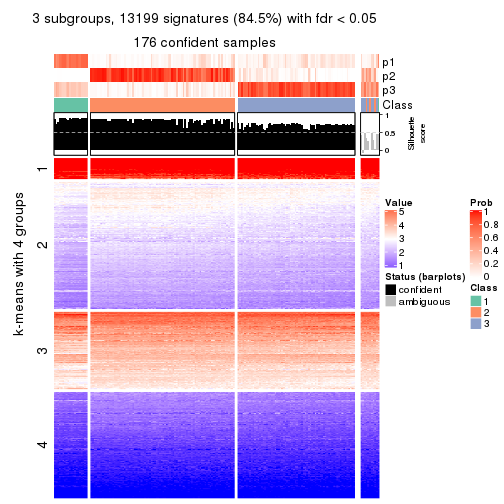 3 subgroups, 13199 signatures (84.5%) with fdr < 0.05
176 confident samples
p1
p2
p3
Class
1
0.5
0
Silhouette
score
k-means with 4 groups
1
2
3
4
Value
5
4
3
2
1
Status (barplots)
confident
ambiguous
Prob
1
0.8
0.6
0.4
0.2
0
Class
1
2
3